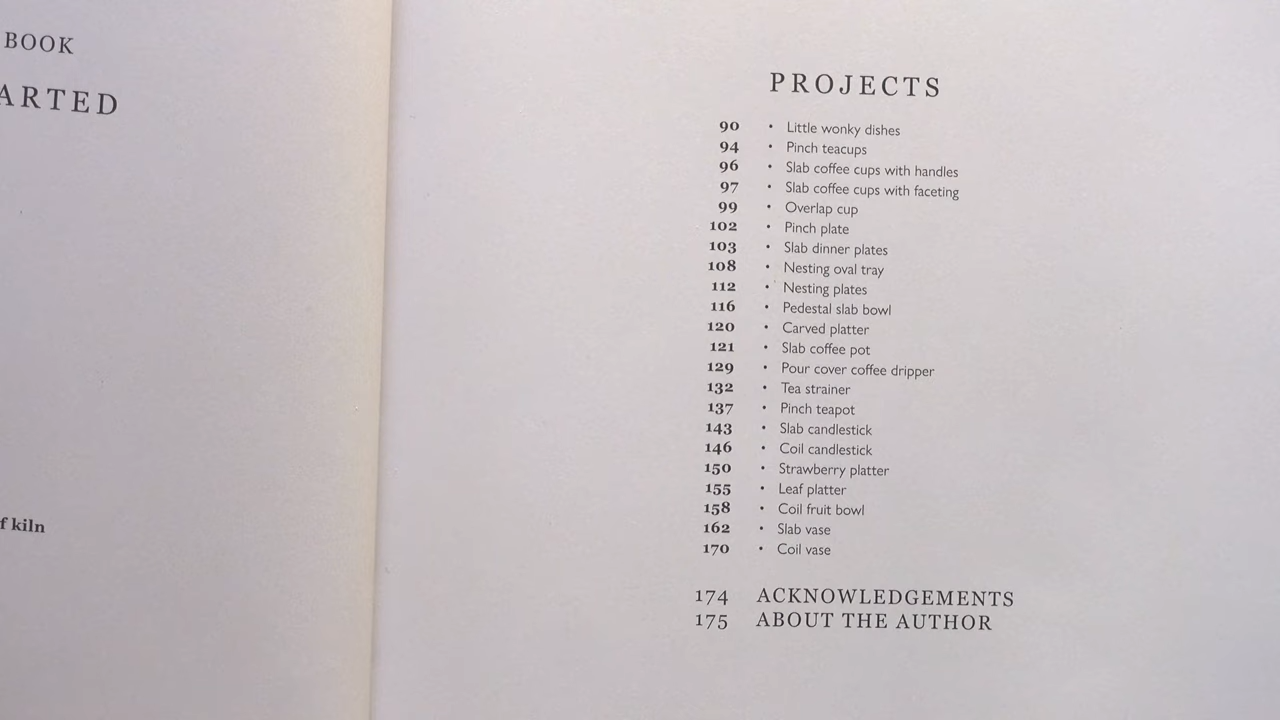 BOOK
ARTED
f kiln
PROJECTS
90 • Little wonky dishes
94 • Pinch teacups
96 • Slab coffee cups with handles
97 • Slab coffee cups with faceting
99 • Overlap cup
102 • Pinch plate
103 • Slab dinner plates
108 • Nesting oval tray
112 • Nesting plates
116 • Pedestal slab bowl
120 • Carved platter
121 • Slab coffee pot
129 • Pour cover coffee dripper
132 • Tea strainer
137 • Pinch teapot
143 • Slab candlestick
146 • Coil candlestick
150 • Strawberry platter
155 • Leaf platter
158 • Coil fruit bowl
162 • Slab vase
170 • Coil vase
174 ACKNOWLEDGEMENTS
175 ABOUT THE AUTHOR